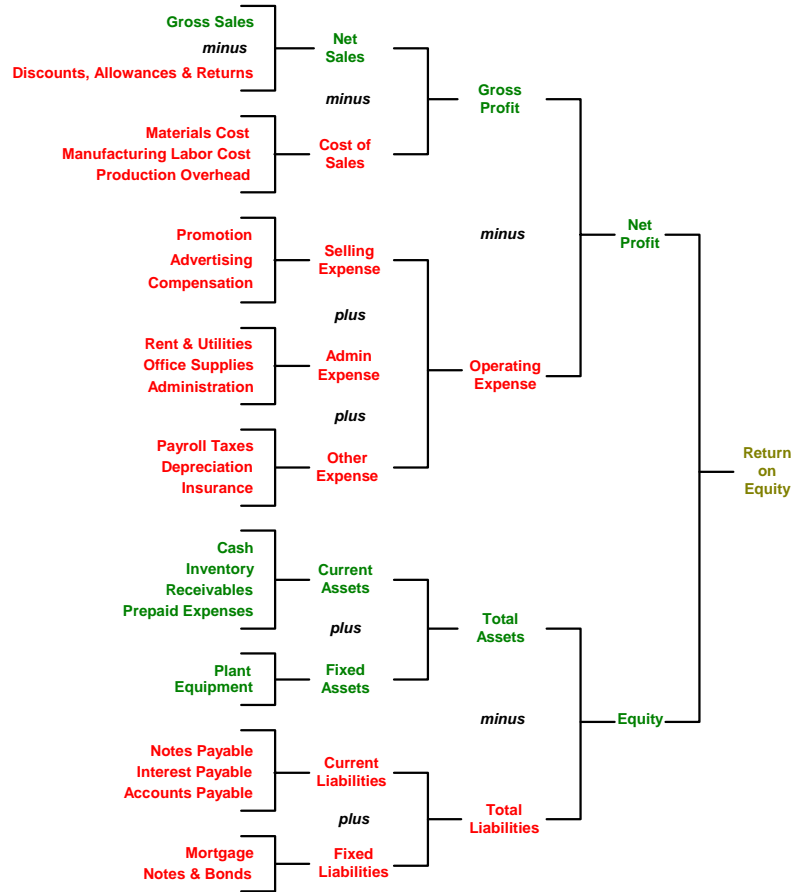 Gross Sales
minus
Discounts, Allowances & Returns
Net
Sales
minus
Materials Cost
Manufacturing Labor Cost
Production Overhead
Cost of
Sales
Gross
Profit
minus
Promotion
Advertising
Compensation
Selling
Expense
plus
Rent & Utilities
Office Supplies
Administration
Admin
Expense
plus
Payroll Taxes
Depreciation
Insurance
Other
Expense
Operating
Expense
Net
Profit
Cash
Inventory
Receivables
Prepaid Expenses
Current
Assets
plus
Plant
Equipment
Fixed
Assets
Total
Assets
minus
Notes Payable
Interest Payable
Accounts Payable
Current
Liabilities
plus
Mortgage
Notes & Bonds
Fixed
Liabilities
Total
Liabilities
Equity
Return
on
Equity